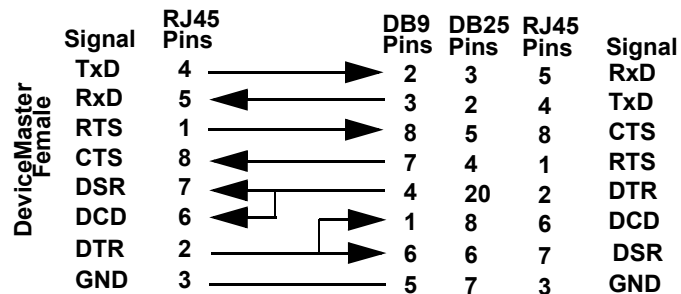 Signal RJ45 Pins DB9 Pins DB25 Pins RJ45 Pins Signal
DeviceMaster Female
TxD 4 2 3 5 RxD
RxD 5 3 2 4 TxD
RTS 1 8 5 8 CTS
CTS 8 7 4 1 RTS
DSR 7 4 20 2 DTR
DCD 6 1 8 6 DCD
DTR 2 6 6 7 DSR
GND 3 5 7 3 GND